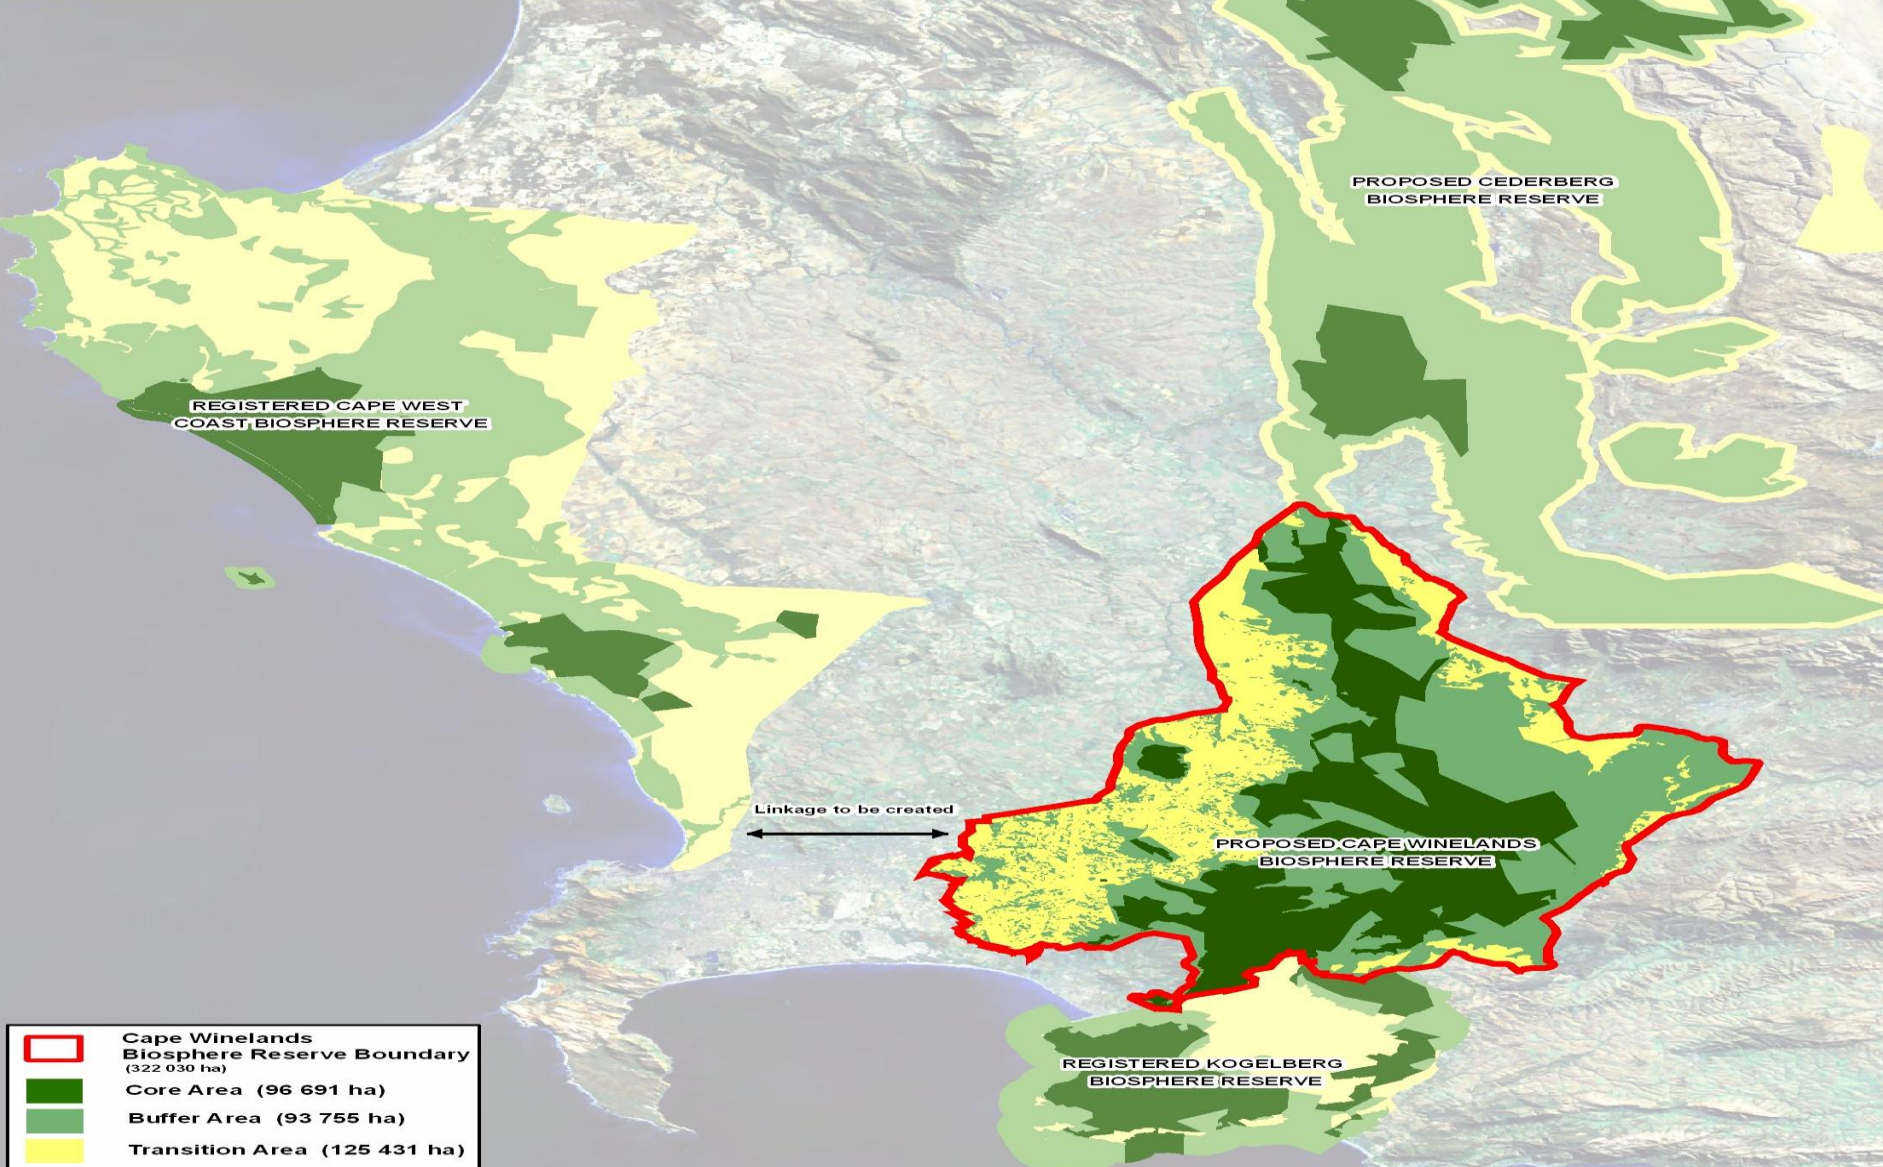 PROPOSED CEDERBERG
BIOSPHERE RESERVE
REGISTERED CAPE WEST
COAST BIOSPHERE RESERVE
Linkage to be created
PROPOSED CAPE WINELANDS
BIOSPHERE RESERVE
REGISTERED KOGELBERG
BIOSPHERE RESERVE
Cape Winelands
Biosphere Reserve Boundary
(322 030 ha)
Core Area (96 691 ha)
Buffer Area (93 755 ha)
Transition Area (125 431 ha)